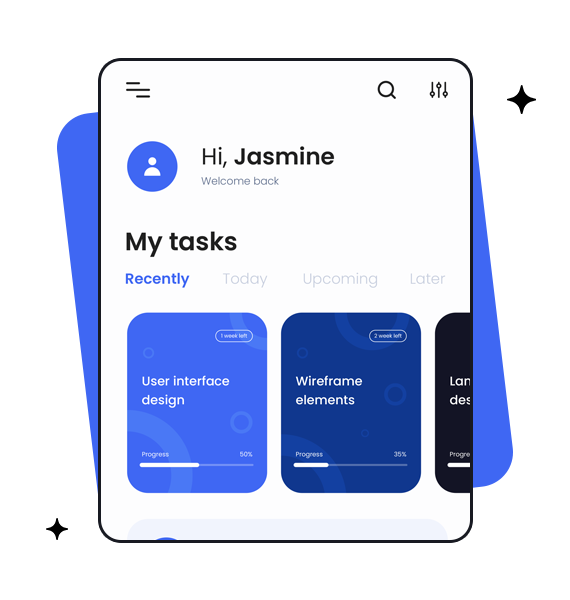 Hi, Jasmine
Welcome back
My tasks
Recently Today Upcoming Later
1 week left
User interface
design
Progress 50%
2 week left
Wireframe
elements
Progress 35%
Lan
des
Progre